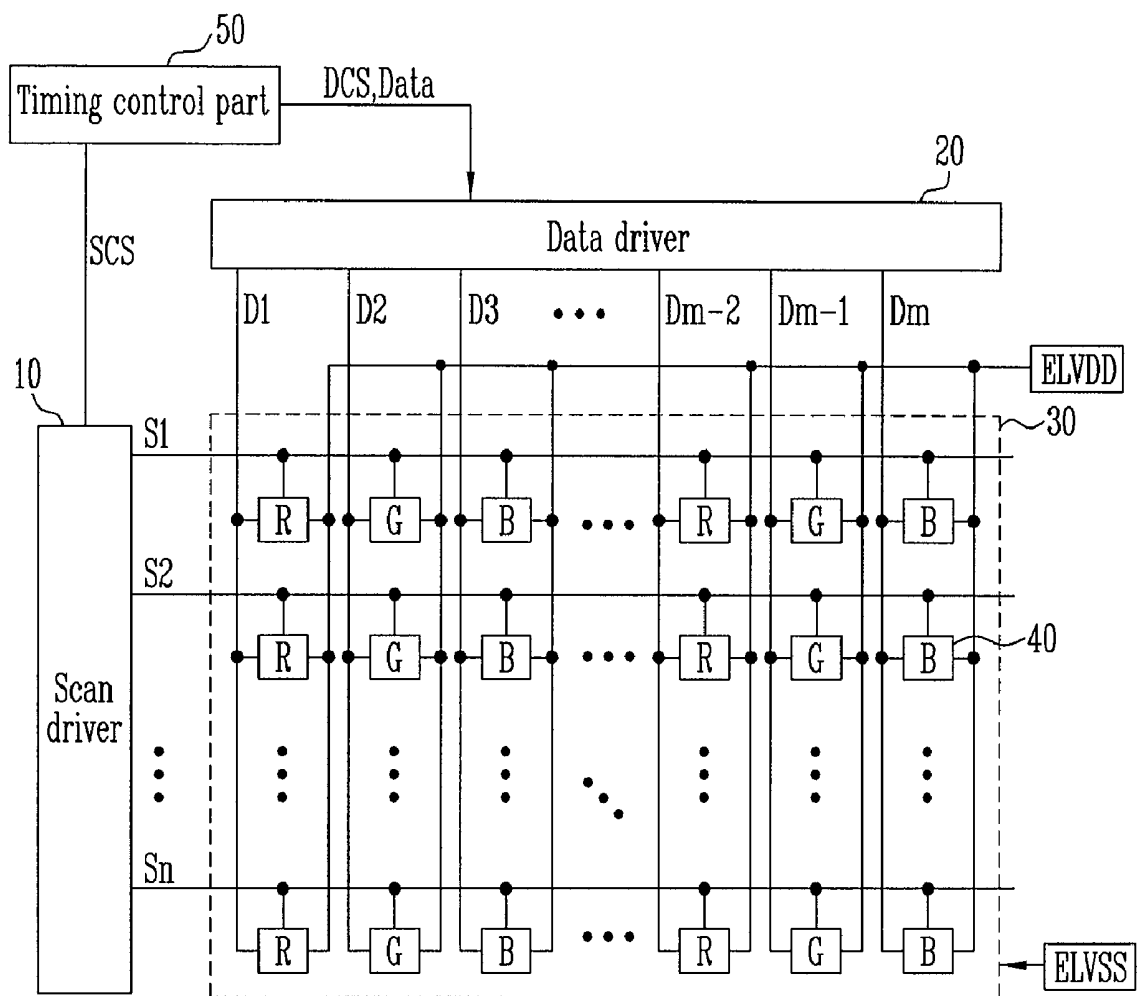 50
Timing control part
DCS,Data
20
Data driver
SCS
D1 D2 D3 ••• Dm-2 Dm-1 Dm
ELVDD
10
30
S1
R G B ••• R G B
S2
40
R G B ••• R G B
Scan
driver
Sn
R G B ••• R G B
ELVSS